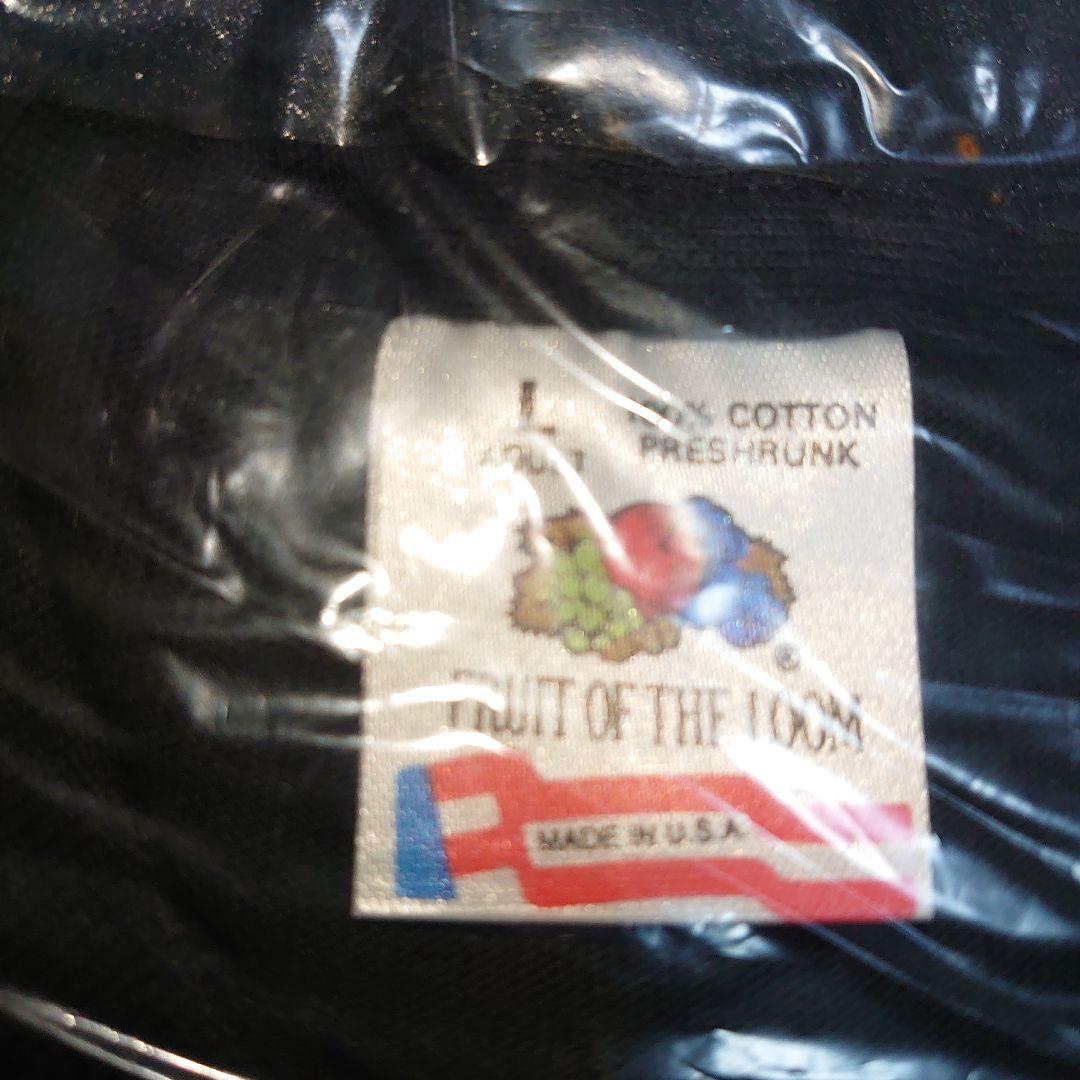 L
ADULT
100% COTTON
PRESHRUNK
®
FRUIT OF THE LOOM
MADE IN U.S.A.